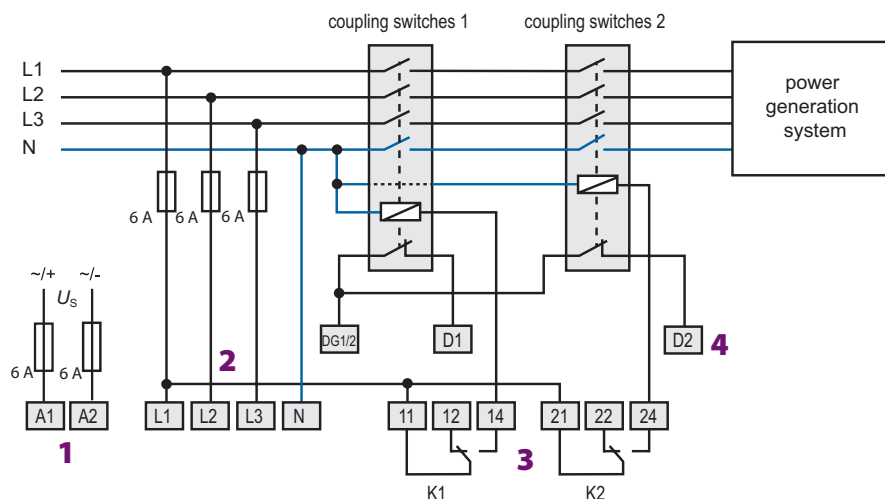 coupling switches 1
coupling switches 2
L1
L2
L3
N
power
generation
system
6 A
6 A
6 A
~/+
~/-
US
6 A
6 A
2
DG1/2
D1
D2
4
A1
A2
L1
L2
L3
N
11
12
14
21
22
24
1
3
K1
K2